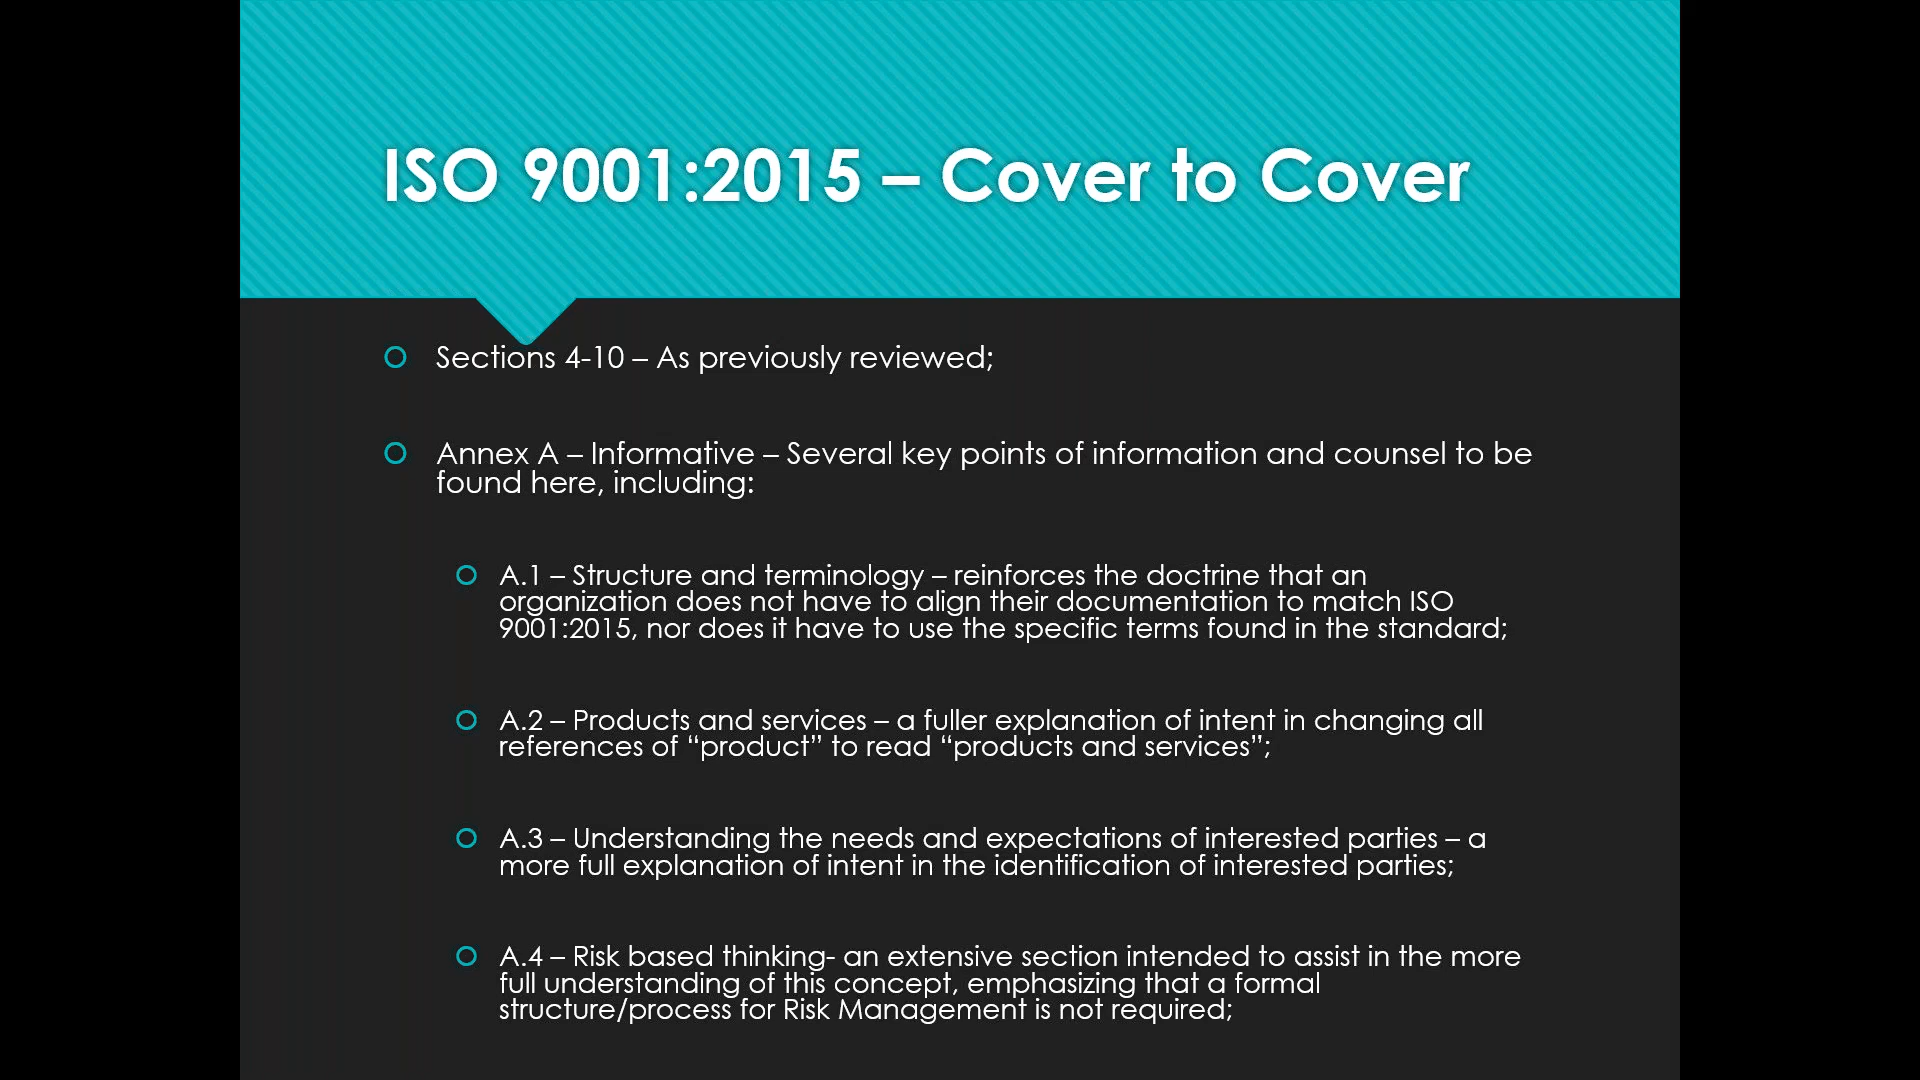 ISO 9001:2015 – Cover to Cover
Sections 4-10 – As previously reviewed;
Annex A – Informative – Several key points of information and counsel to be
found here, including:
A.1 – Structure and terminology – reinforces the doctrine that an
organization does not have to align their documentation to match ISO
9001:2015, nor does it have to use the specific terms found in the standard;
A.2 – Products and services – a fuller explanation of intent in changing all
references of “product” to read “products and services”;
A.3 – Understanding the needs and expectations of interested parties – a
more full explanation of intent in the identification of interested parties;
A.4 – Risk based thinking- an extensive section intended to assist in the more
full understanding of this concept, emphasizing that a formal
structure/process for Risk Management is not required;